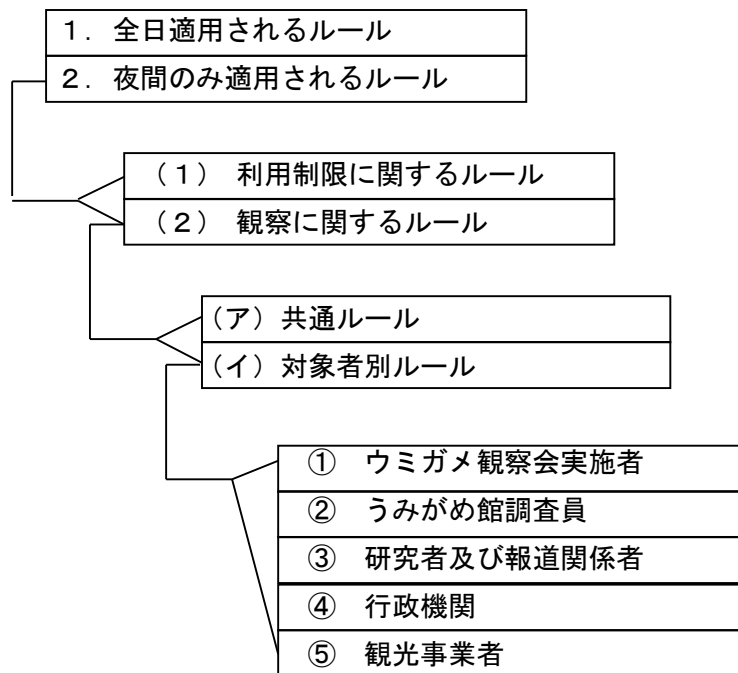 １．全日適用されるルール
２．夜間のみ適用されるルール
（１） 利用制限に関するルール
（２） 観察に関するルール
（ア）共通ルール
（イ）対象者別ルール
① ウミガメ観察会実施者
② うみがめ館調査員
③ 研究者及び報道関係者
④ 行政機関
⑤ 観光事業者